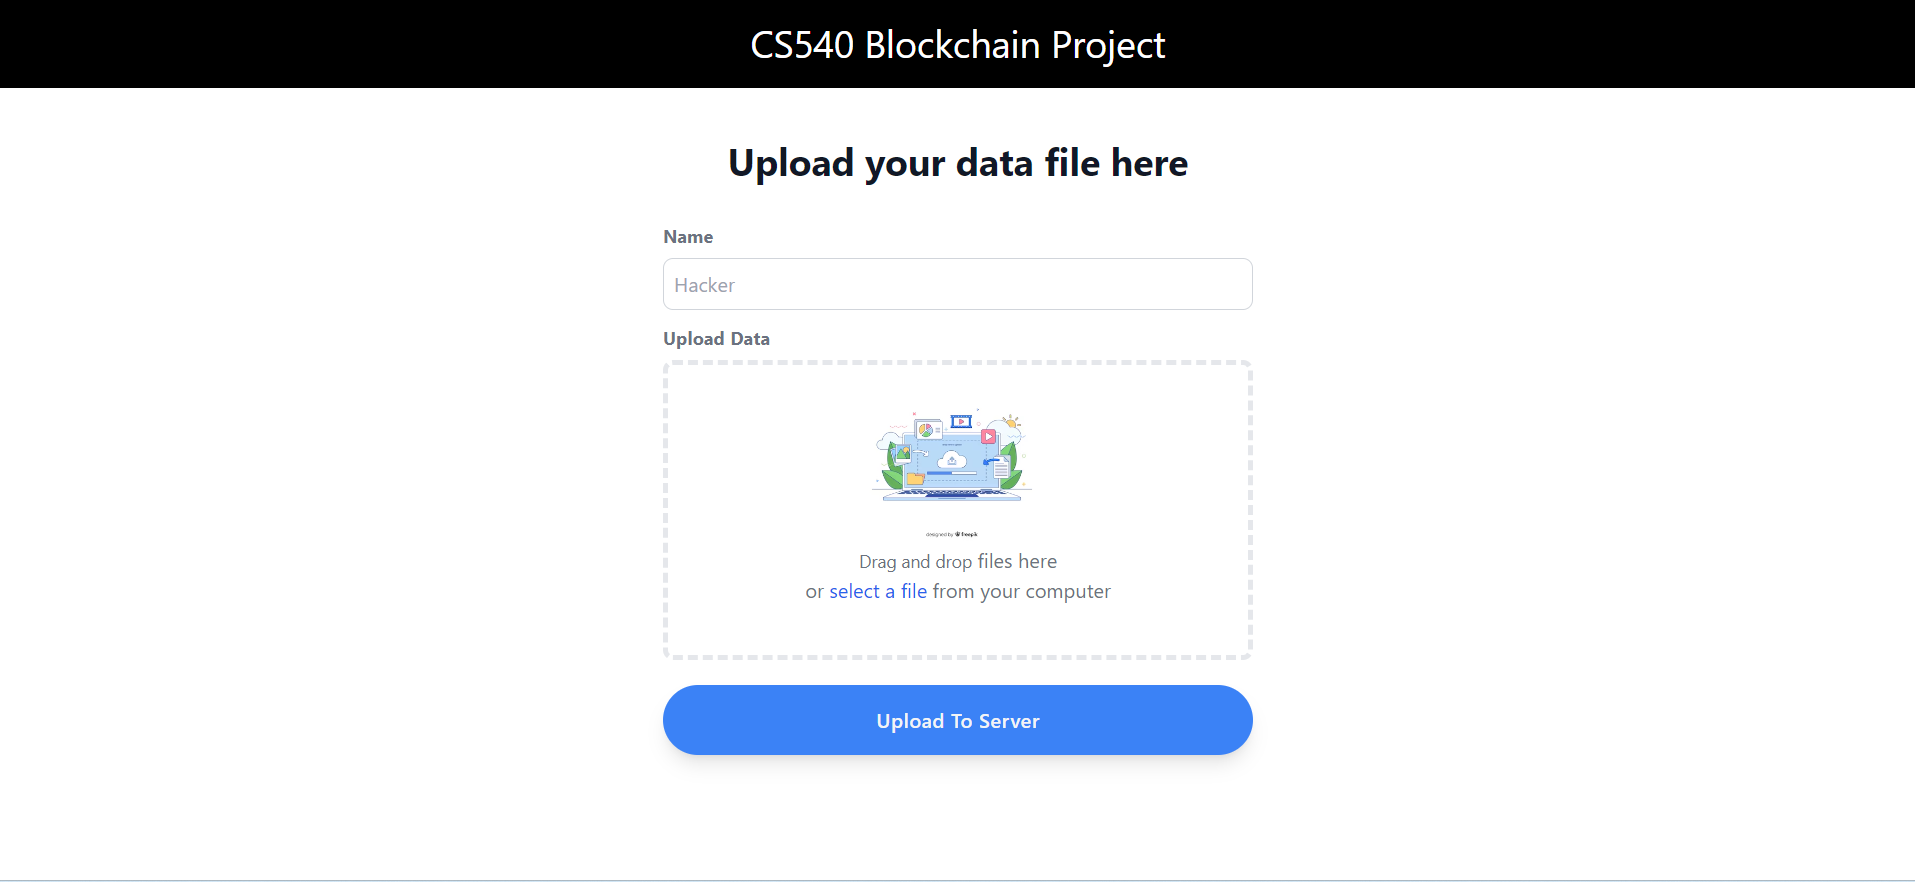 CS540 Blockchain Project
Upload your data file here
Name
Hacker
Upload Data
designed by freepik
Drag and drop files here
or select a file from your computer
Upload To Server